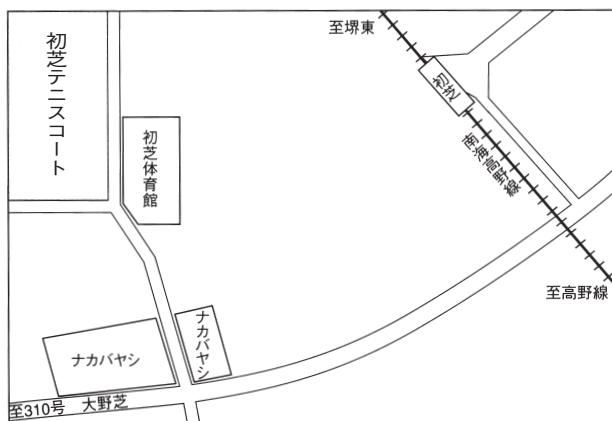 初芝テニスコート
初芝体育館
至堺東
初芝
南海高野線
至高野線
ナカバヤシ
ナカバヤシ
至310号 大野芝